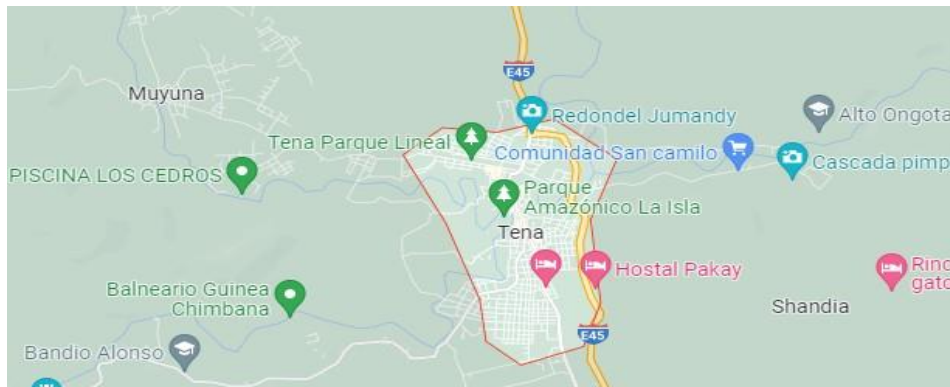 E45
Muyuna
Redondel Jumandy
Alto Ongota
Tena Parque Lineal
Comunidad San camilo
Cascada pimp
PISCINA LOS CEDROS
Parque
Amazónico La Isla
Tena
Hostal Pakay
Rinc
gato
Balneario Guinea
Chimbana
Shandia
E45
Bandio Alonso